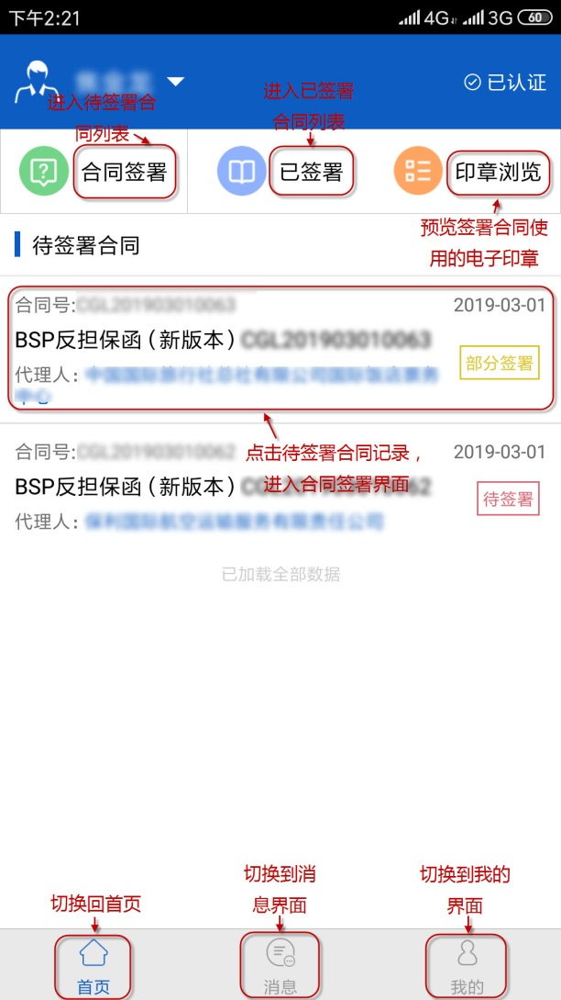 下午2:21 4G 3G 60
已认证
进入待签署合
同列表
进入已签署
合同列表
合同签署
已签署
印章浏览
预览签署合同使
用的电子印章
待签署合同
合同号: 2019-03-01
BSP反担保函(新版本)
部分签署
代理人:
点击待签署合同记录,
进入合同签署界面
合同号: 2019-03-01
BSP反担保函(新版本)
待签署
代理人:
已加载全部数据
切换回首页
切换到消
息界面
切换到我的
界面
首页
消息
我的